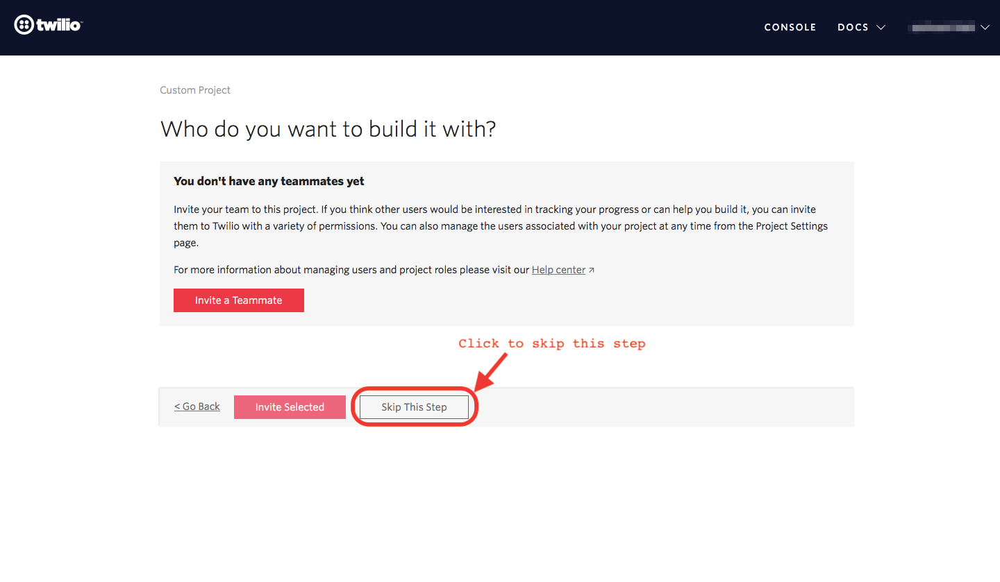 twilio
CONSOLE DOCS
Custom Project
Who do you want to build it with?
You don't have any teammates yet
Invite your team to this project. If you think other users would be interested in tracking your progress or can help you build it, you can invite
them to Twilio with a variety of permissions. You can also manage the users associated with your project at any time from the Project Settings
page.
For more information about managing users and project roles please visit our Help center
Invite a Teammate
Click to skip this step
< Go Back Invite Selected Skip This Step